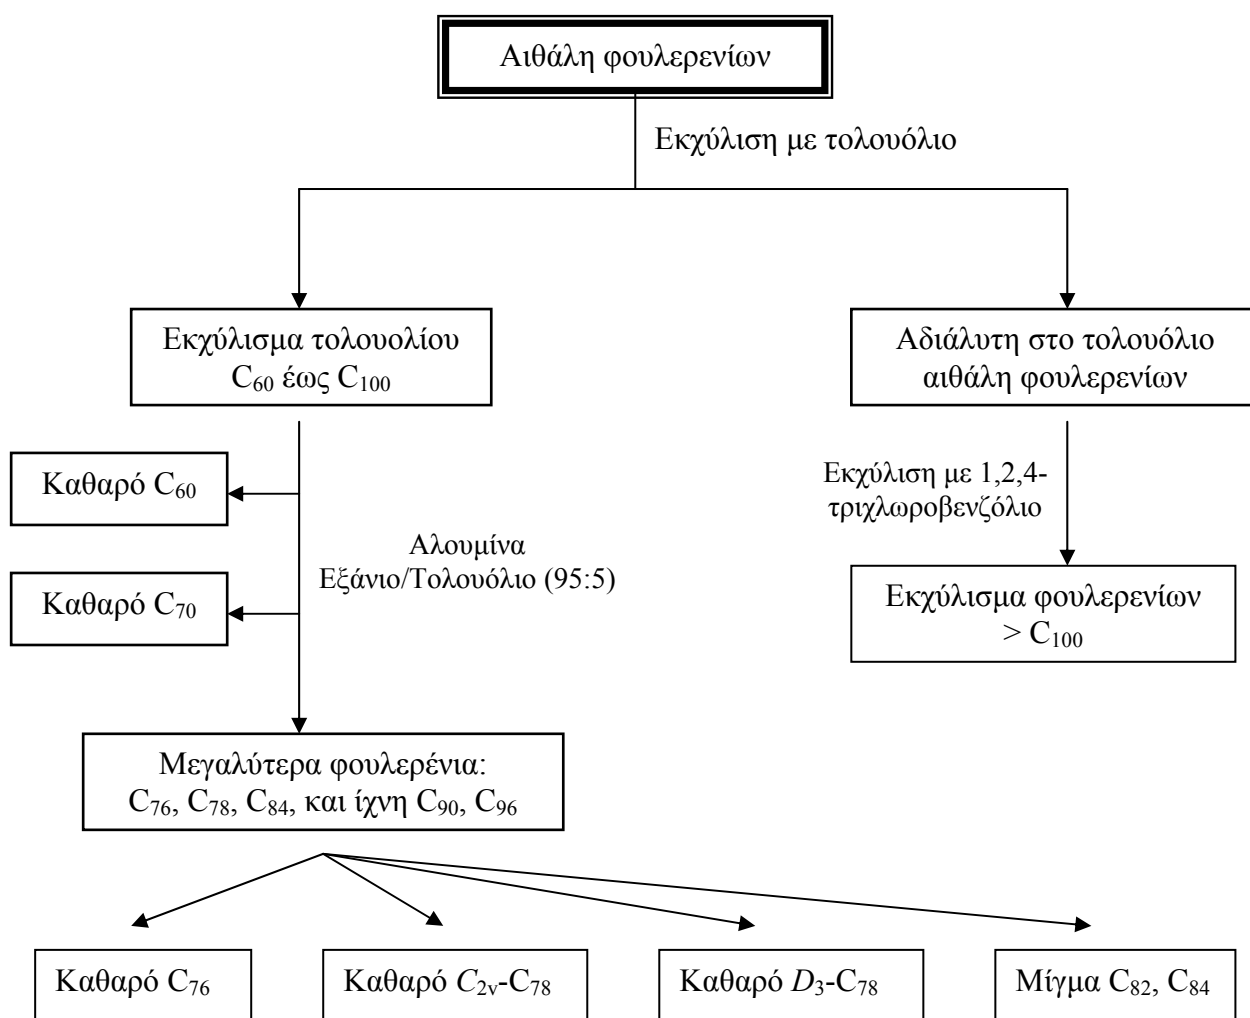 Αιθάλη φουλερενίων
Εκχύλιση με τολουόλιο
Εκχύλισμα τολουολίου
C₆₀ έως C₁₀₀
Αδιάλυτη στο τολουόλιο
αιθάλη φουλερενίων
Καθαρό C₆₀
Εκχύλιση με 1,2,4-
τριχλωροβενζόλιο
Αλουμίνα
Εξάνιο/Τολουόλιο (95:5)
Καθαρό C₇₀
Εκχύλισμα φουλερενίων
> C₁₀₀
Μεγαλύτερα φουλερένια:
C₇₆, C₇₈, C₈₄, και ίχνη C₉₀, C₉₆
Καθαρό C₇₆
Καθαρό C₂ᵥ-C₇₈
Καθαρό D₃-C₇₈
Μίγμα C₈₂, C₈₄